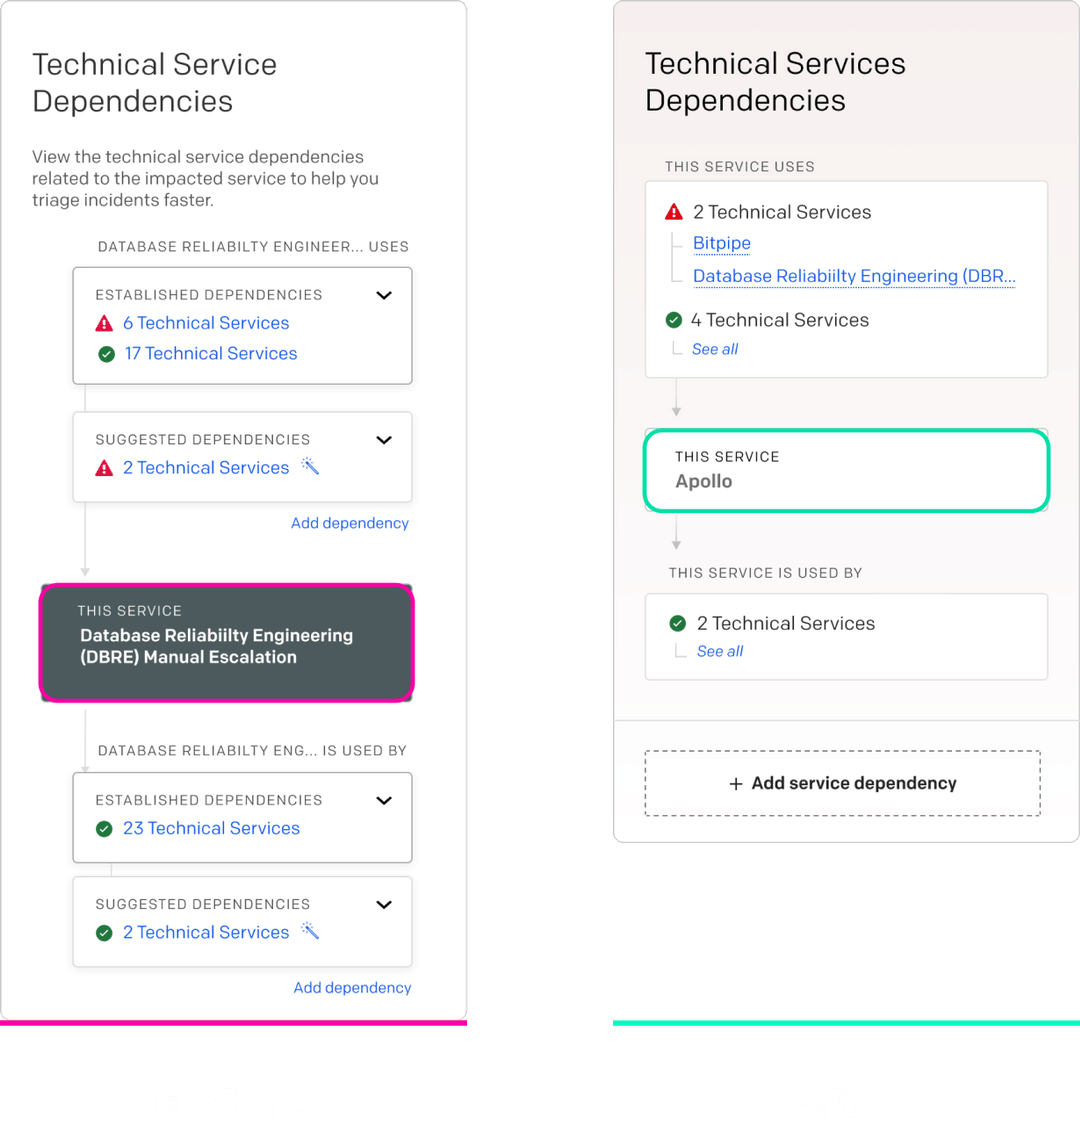 Technical Service
Dependencies
View the technical service dependencies
related to the impacted service to help you
triage incidents faster.
DATABASE RELIABILTY ENGINEER... USES
ESTABLISHED DEPENDENCIES
6 Technical Services
17 Technical Services
SUGGESTED DEPENDENCIES
2 Technical Services
Add dependency
THIS SERVICE
Database Reliabiilty Engineering
(DBRE) Manual Escalation
DATABASE RELIABILTY ENG... IS USED BY
ESTABLISHED DEPENDENCIES
23 Technical Services
SUGGESTED DEPENDENCIES
2 Technical Services
Add dependency
Technical Services
Dependencies
THIS SERVICE USES
2 Technical Services
Bitpipe
Database Reliabiilty Engineering (DBR...
4 Technical Services
See all
THIS SERVICE
Apollo
THIS SERVICE IS USED BY
2 Technical Services
See all
+ Add service dependency